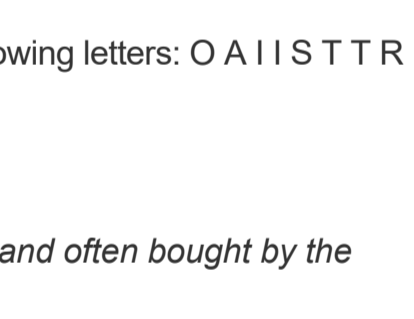 owing letters: O A I I S T T R
and often bought by the